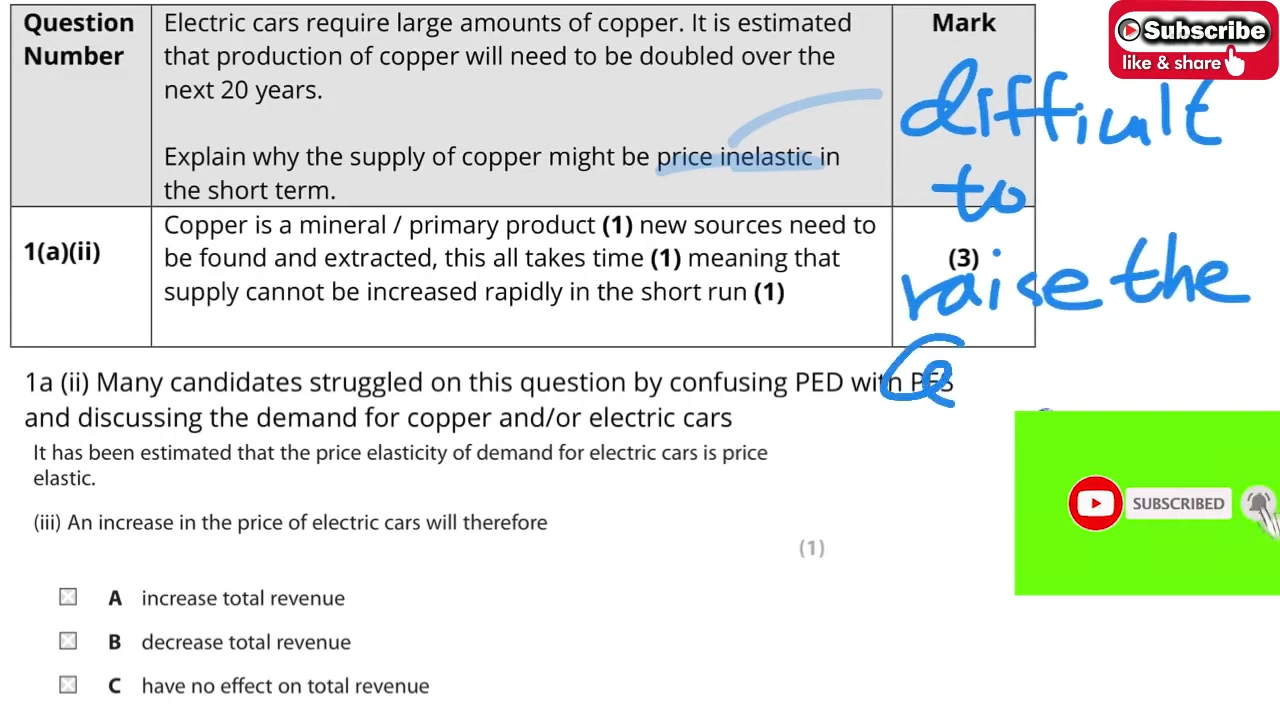 Question Number
Electric cars require large amounts of copper. It is estimated
that production of copper will need to be doubled over the
next 20 years.
Explain why the supply of copper might be price inelastic in
the short term.
Mark
Subscribe
like & share
difficult
to
raise the
1(a)(ii)
Copper is a mineral / primary product (1) new sources need to
be found and extracted, this all takes time (1) meaning that
supply cannot be increased rapidly in the short run (1)
(3)
1a (ii) Many candidates struggled on this question by confusing PED with PES
and discussing the demand for copper and/or electric cars
It has been estimated that the price elasticity of demand for electric cars is price
elastic.
(iii) An increase in the price of electric cars will therefore
(1)
A increase total revenue
B decrease total revenue
C have no effect on total revenue
SUBSCRIBED